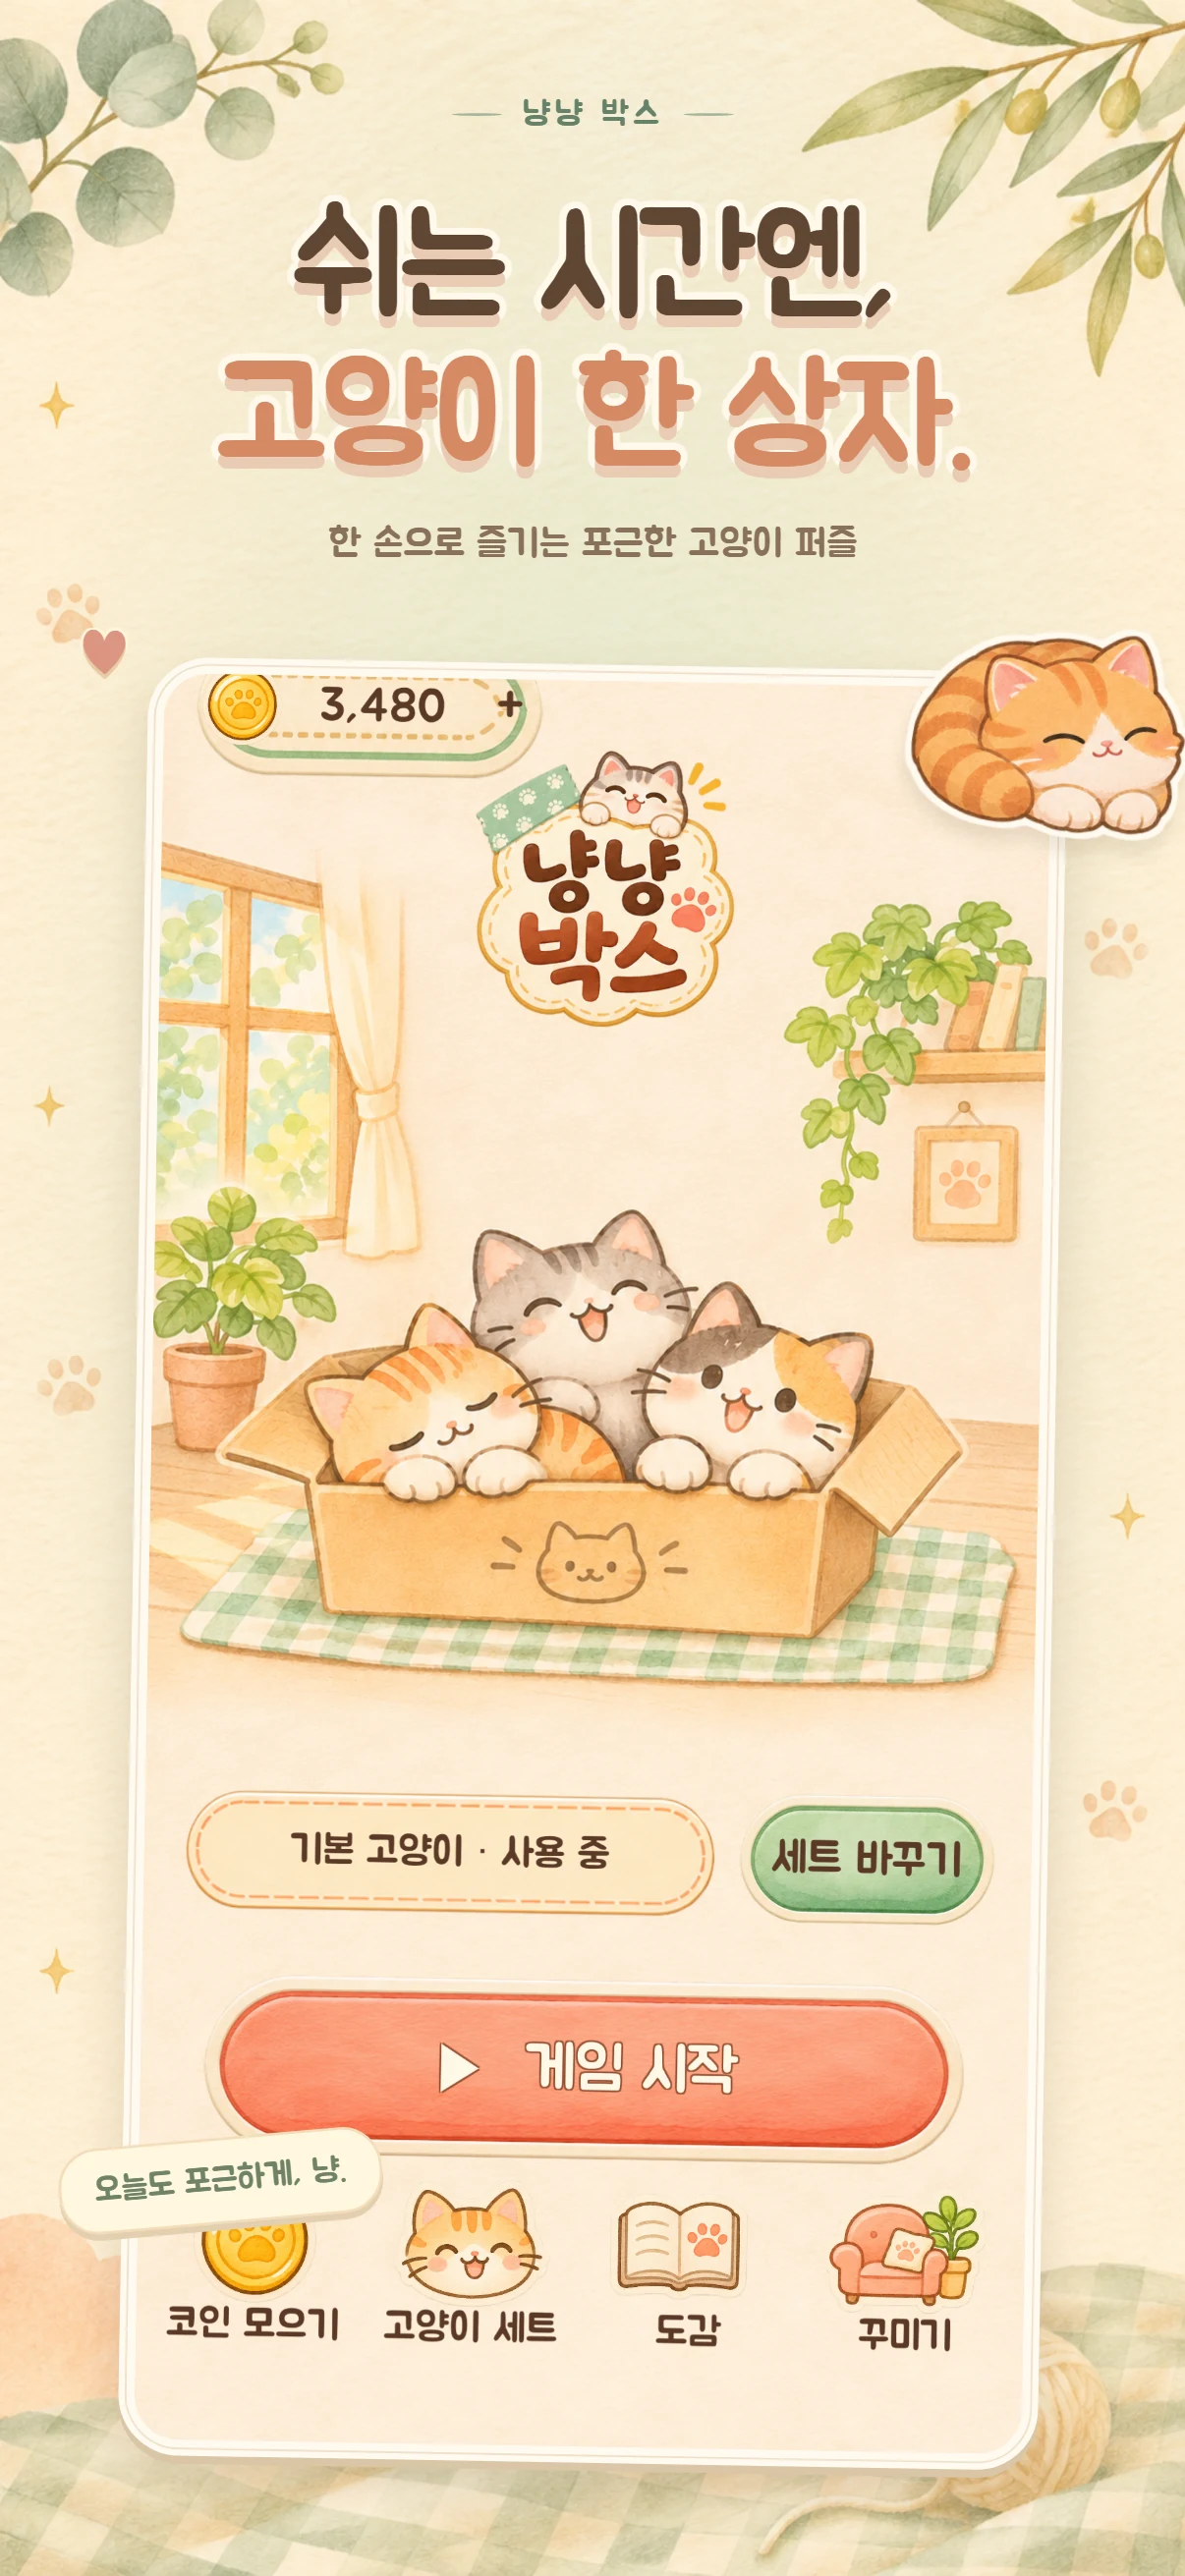 냥냥 박스
쉬는 시간엔,
고양이 한 상자.
한 손으로 즐기는 포근한 고양이 퍼즐
3,480 +
냥냥
박스
기본 고양이 · 사용 중
세트 바꾸기
게임 시작
오늘도 포근하게, 냥.
코인 모으기
고양이 세트
도감
꾸미기